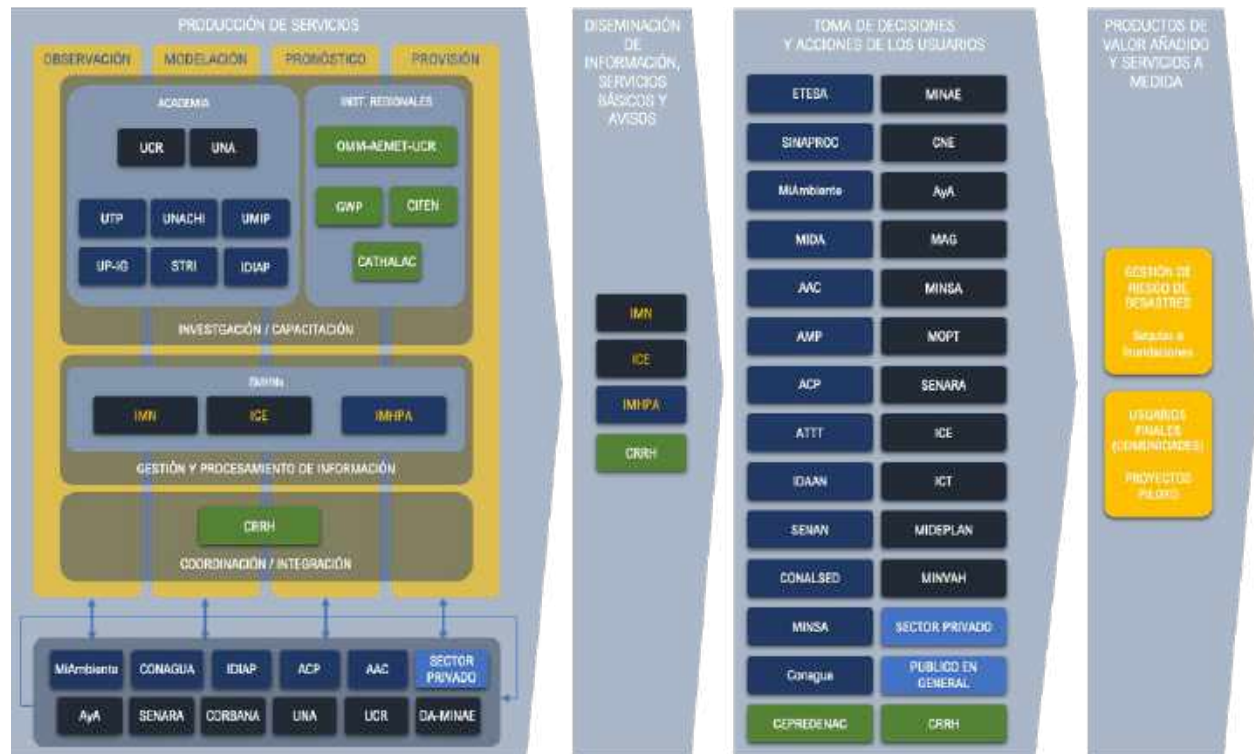 PRODUCCIÓN DE SERVICIOS
OBSERVACIÓN
MODELACIÓN
PRONÓSTICO
PROVISIÓN
ACADEMIA
UCR
UNA
UTP
UNACHI
UMIP
UP-IG
STRI
IDIAP
INST. REGIONALES
OMM-AEMET-UCR
GWP
CIFEN
CATHALAC
INVESTGACIÓN / CAPACITACIÓN
IMN
ICE
IMHPA
GESTIÓN Y PROCESAMIENTO DE INFORMACIÓN
CRRH
COORDINACIÓN / INTEGRACIÓN
MiAmbiente
CONAGUA
IDIAP
ACP
AAC
SECTOR
PRIVADO
AyA
SENARA
CORBANA
UNA
UCR
DA-MINAE
DISEMINACIÓN
DE
INFORMACIÓN,
SERVICIOS
BÁSICOS Y
AVISOS
IMN
ICE
IMHPA
CRRH
TOMA DE DECISIONES
Y ACCIONES DE LOS USUARIOS
ETESA
MINAE
SINAPROC
CNE
MiAmbiente
AyA
MIDA
MAG
AAC
MINSA
AMP
MOPT
ACP
SENARA
ATTT
ICE
IDAAN
ICT
SENAN
MIDEPLAN
CONALSED
MINVAH
MINSA
SECTOR PRIVADO
Conagua
PUBLICO EN
GENERAL
CEPREDENAC
CRRH
PRODUCTOS DE
VALOR AÑADIDO
Y SERVICIOS A
MEDIDA
GESTIÓN DE
RIESGO DE
DESASTRES
Sequías e
Inundaciones
USUARIOS
FINALES
(COMUNIDADES)
PROYECTOS
PILOTO